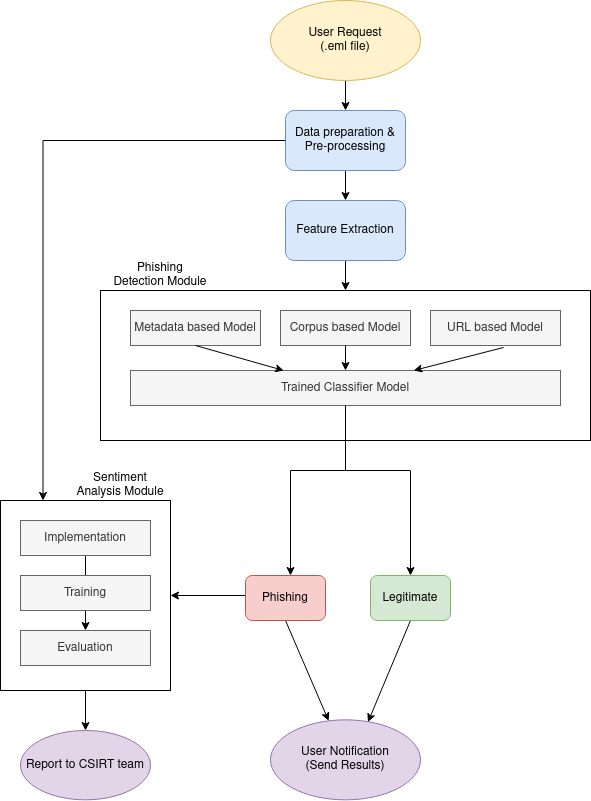 User Request
(.eml file)
Data preparation &
Pre-processing
Feature Extraction
Phishing
Detection Module
Metadata based Model
Corpus based Model
URL based Model
Trained Classifier Model
Sentiment
Analysis Module
Implementation
Training
Evaluation
Phishing
Legitimate
Report to CSIRT team
User Notification
(Send Results)